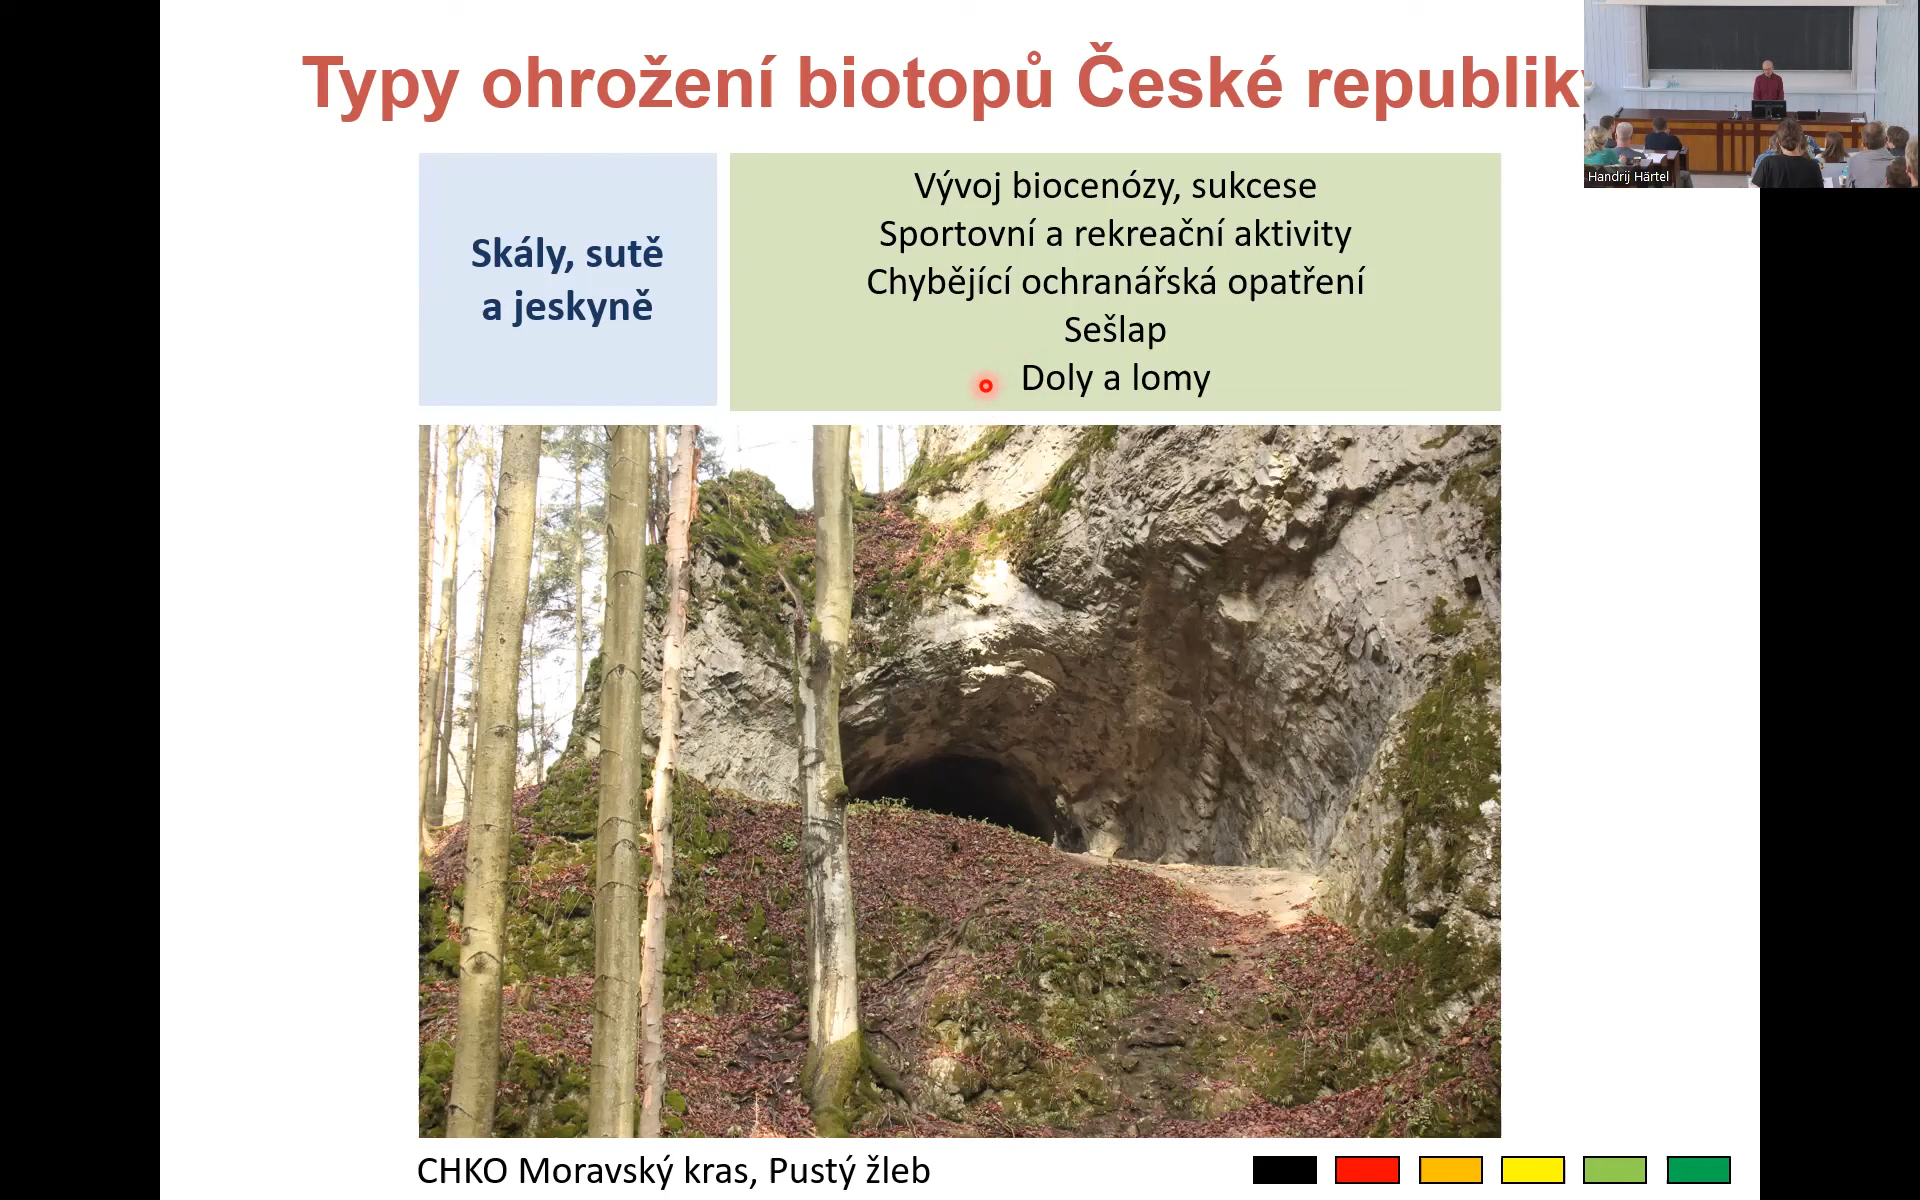 Typy ohrožení biotopů České republiky
Handrij Härtel
Skály, sutě
a jeskyně
Vývoj biocenózy, sukcese
Sportovní a rekreační aktivity
Chybějící ochranářská opatření
Sešlap
Doly a lomy
CHKO Moravský kras, Pustý žleb